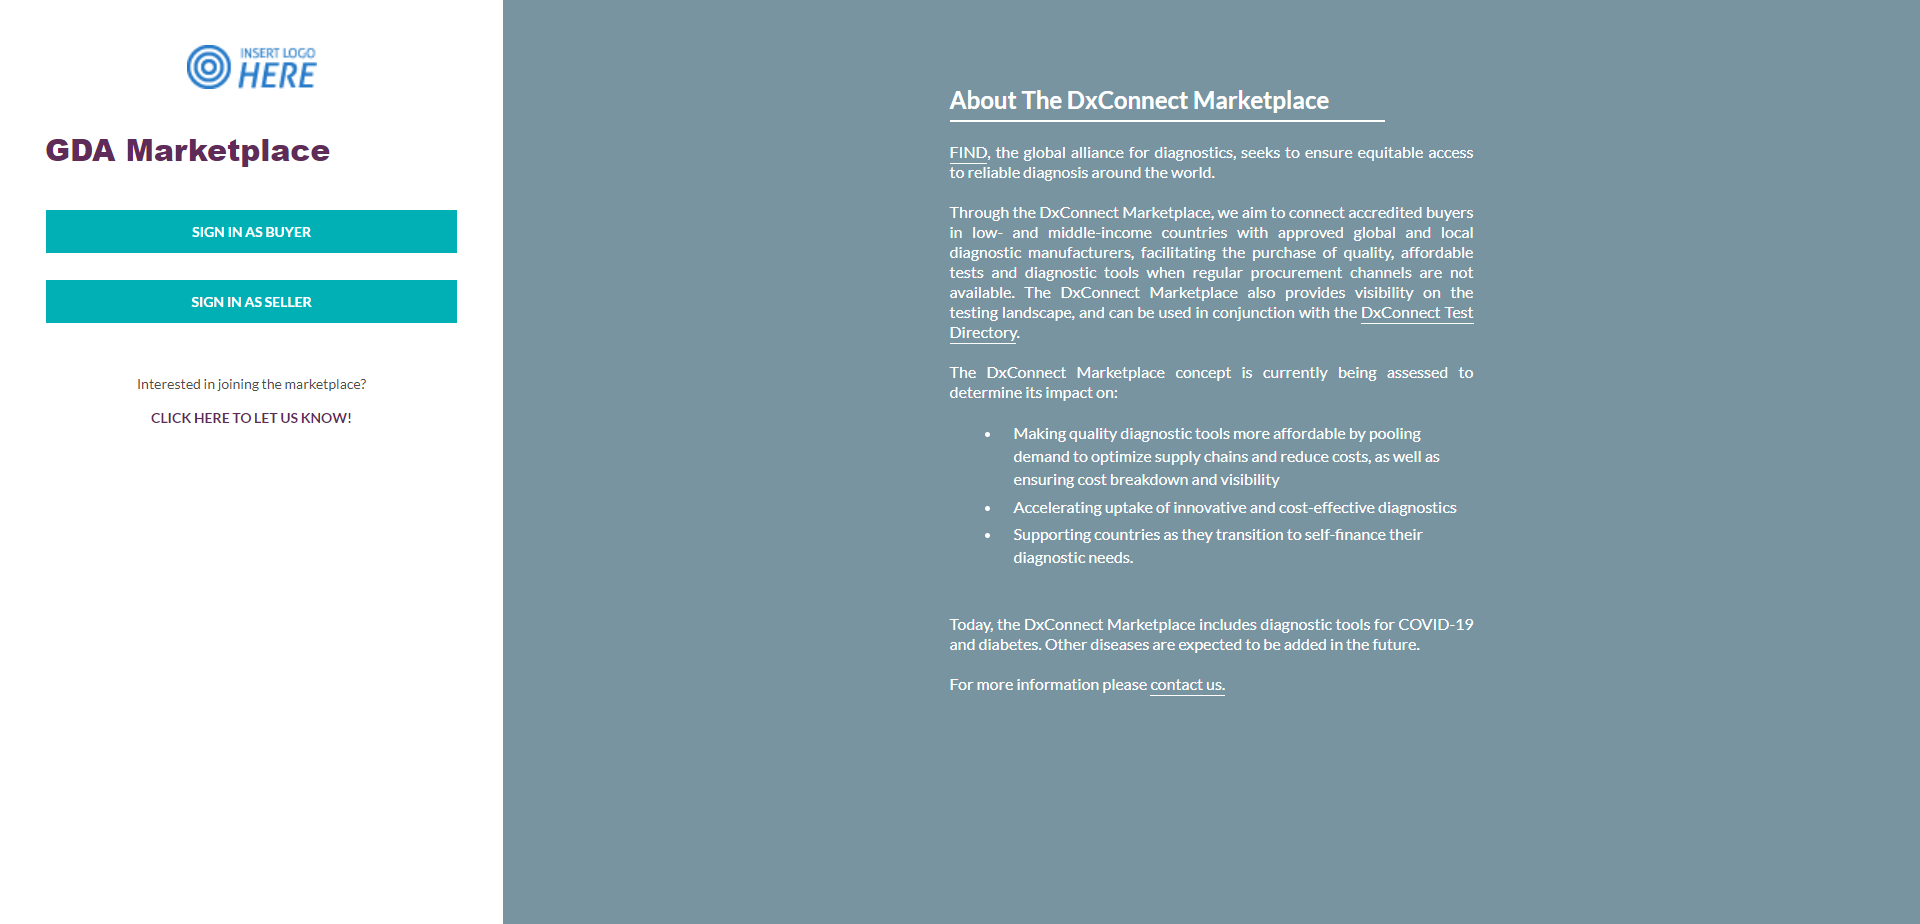 INSERT LOGO
HERE
GDA Marketplace
SIGN IN AS BUYER
SIGN IN AS SELLER
Interested in joining the marketplace?
CLICK HERE TO LET US KNOW!
About The DxConnect Marketplace
FIND, the global alliance for diagnostics, seeks to ensure equitable access
to reliable diagnosis around the world.
Through the DxConnect Marketplace, we aim to connect accredited buyers
in low- and middle-income countries with approved global and local
diagnostic manufacturers, facilitating the purchase of quality, affordable
tests and diagnostic tools when regular procurement channels are not
available. The DxConnect Marketplace also provides visibility on the
testing landscape, and can be used in conjunction with the DxConnect Test
Directory.
The DxConnect Marketplace concept is currently being assessed to
determine its impact on:
• Making quality diagnostic tools more affordable by pooling
demand to optimize supply chains and reduce costs, as well as
ensuring cost breakdown and visibility
• Accelerating uptake of innovative and cost-effective diagnostics
• Supporting countries as they transition to self-finance their
diagnostic needs.
Today, the DxConnect Marketplace includes diagnostic tools for COVID-19
and diabetes. Other diseases are expected to be added in the future.
For more information please contact us.